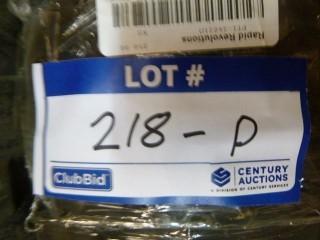 Rapid Revolutions
LOT #
218 - D
ClubBid
CENTURY
AUCTIONS
A DIVISION OF CENTURY SERVICES